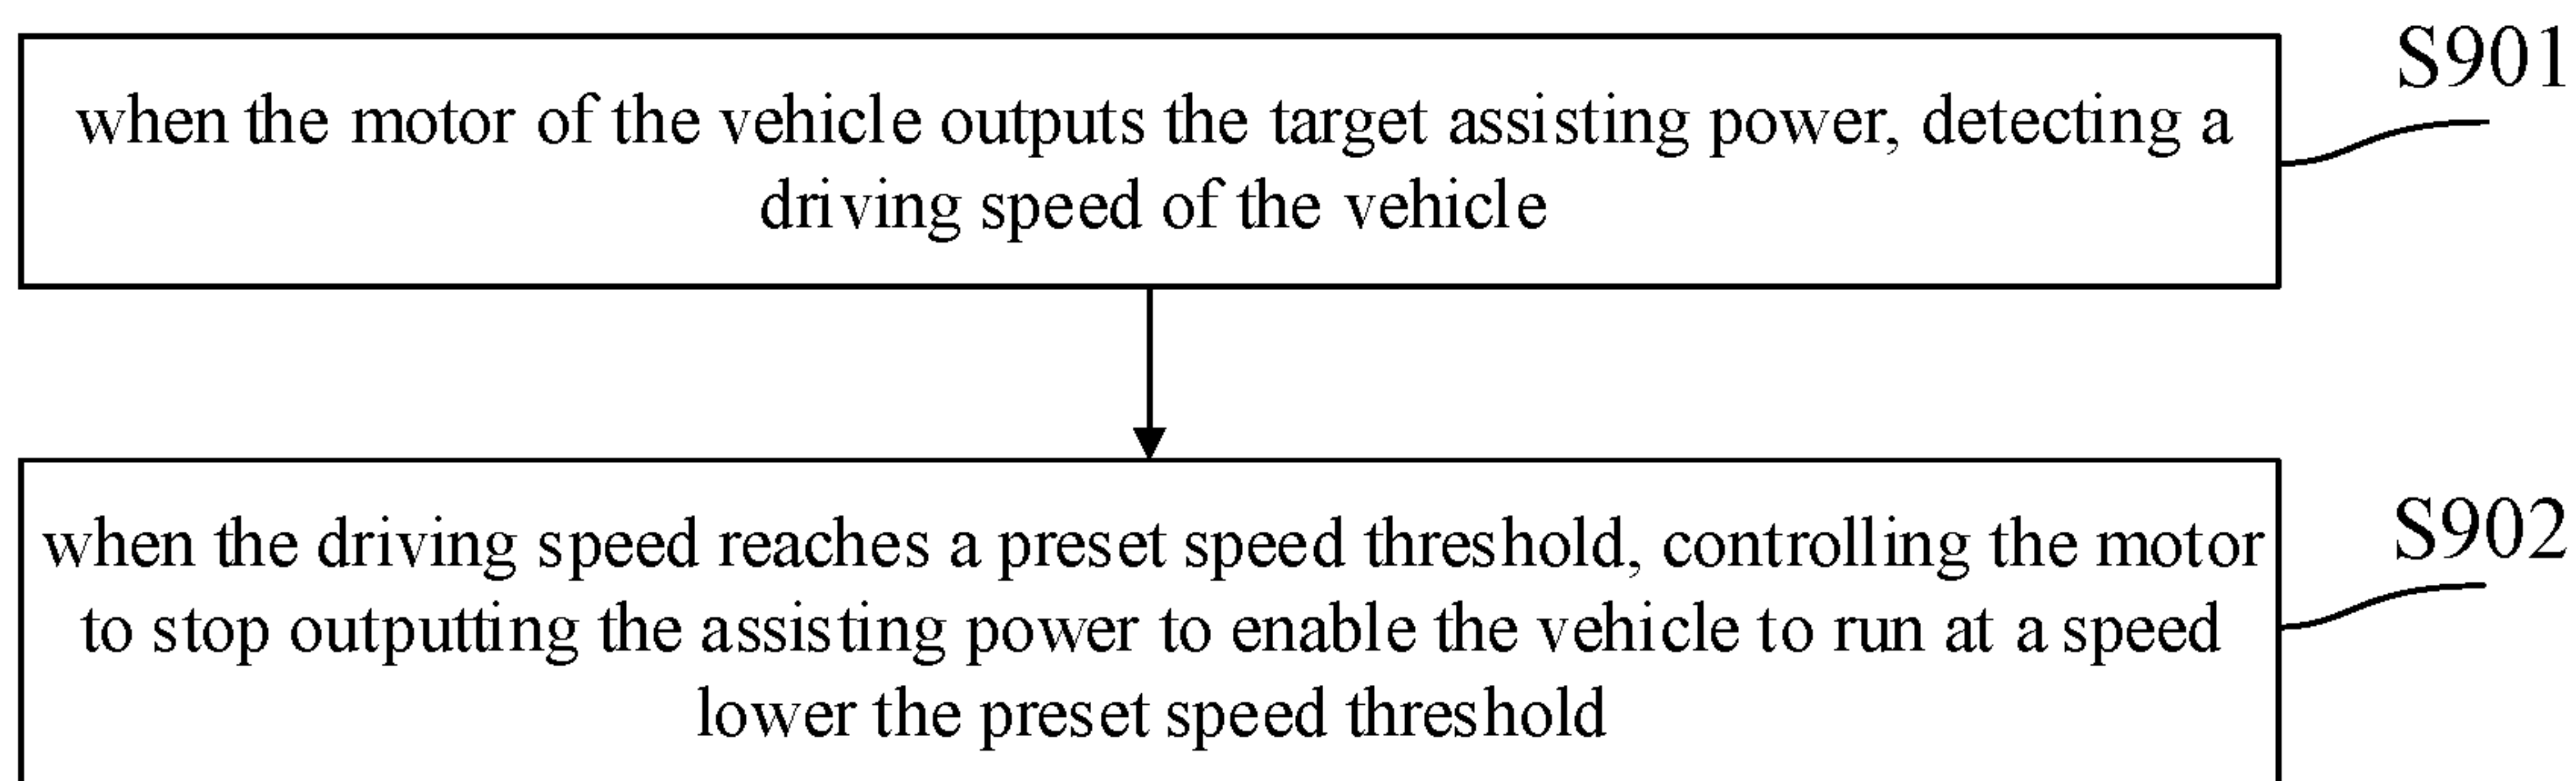 S901
when the motor of the vehicle outputs the target assisting power, detecting a
driving speed of the vehicle
S902
when the driving speed reaches a preset speed threshold, controlling the motor
to stop outputting the assisting power to enable the vehicle to run at a speed
lower the preset speed threshold